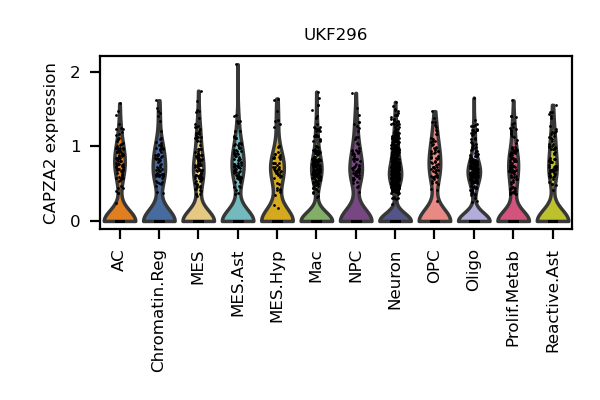 UKF296
CAPZA2 expression
2
1
0
AC
Chromatin.Reg
MES
MES.Ast
MES.Hyp
Mac
NPC
Neuron
OPC
Oligo
Prolif.Metab
Reactive.Ast